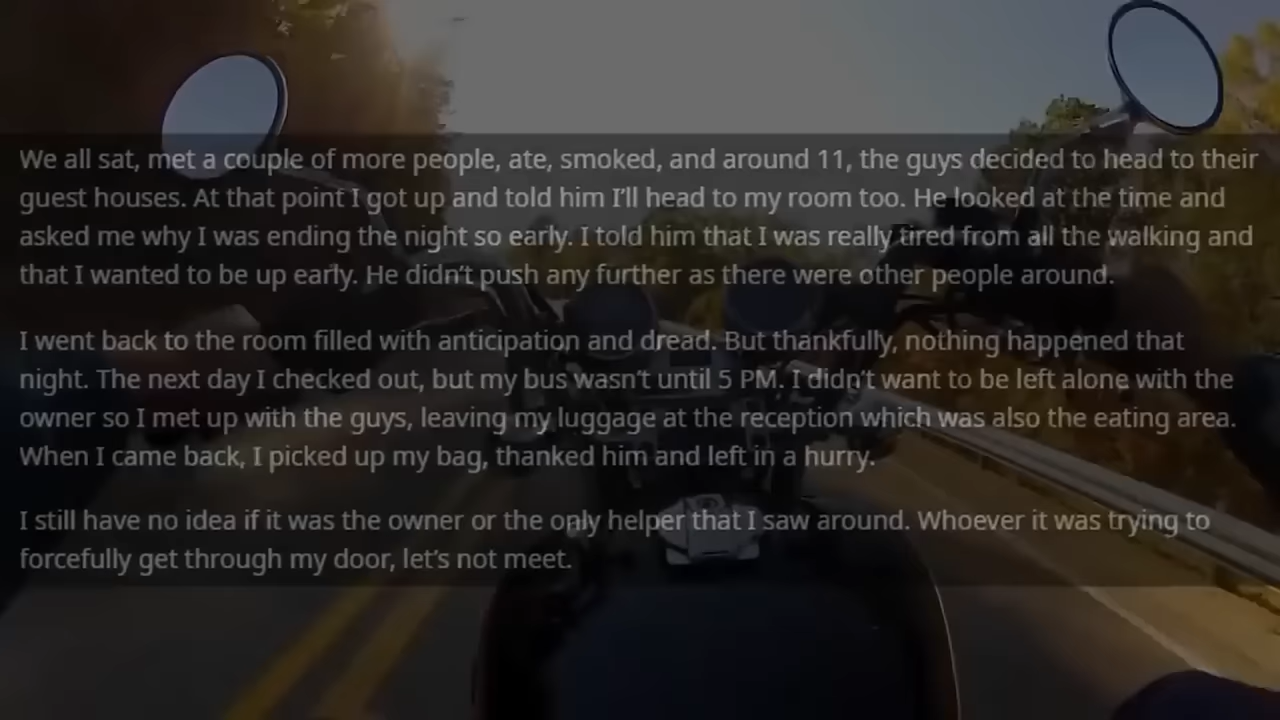 We all sat, met a couple of more people, ate, smoked, and around 11, the guys decided to head to their
guest houses. At that point I got up and told him I’ll head to my room too. He looked at the time and
asked me why I was ending the night so early. I told him that I was really tired from all the walking and
that I wanted to be up early. He didn’t push any further as there were other people around.
I went back to the room filled with anticipation and dread. But thankfully, nothing happened that
night. The next day I checked out, but my bus wasn’t until 5 PM. I didn’t want to be left alone with the
owner so I met up with the guys, leaving my luggage at the reception which was also the eating area.
When I came back, I picked up my bag, thanked him and left in a hurry.
I still have no idea if it was the owner or the only helper that I saw around. Whoever it was trying to
forcefully get through my door, let’s not meet.